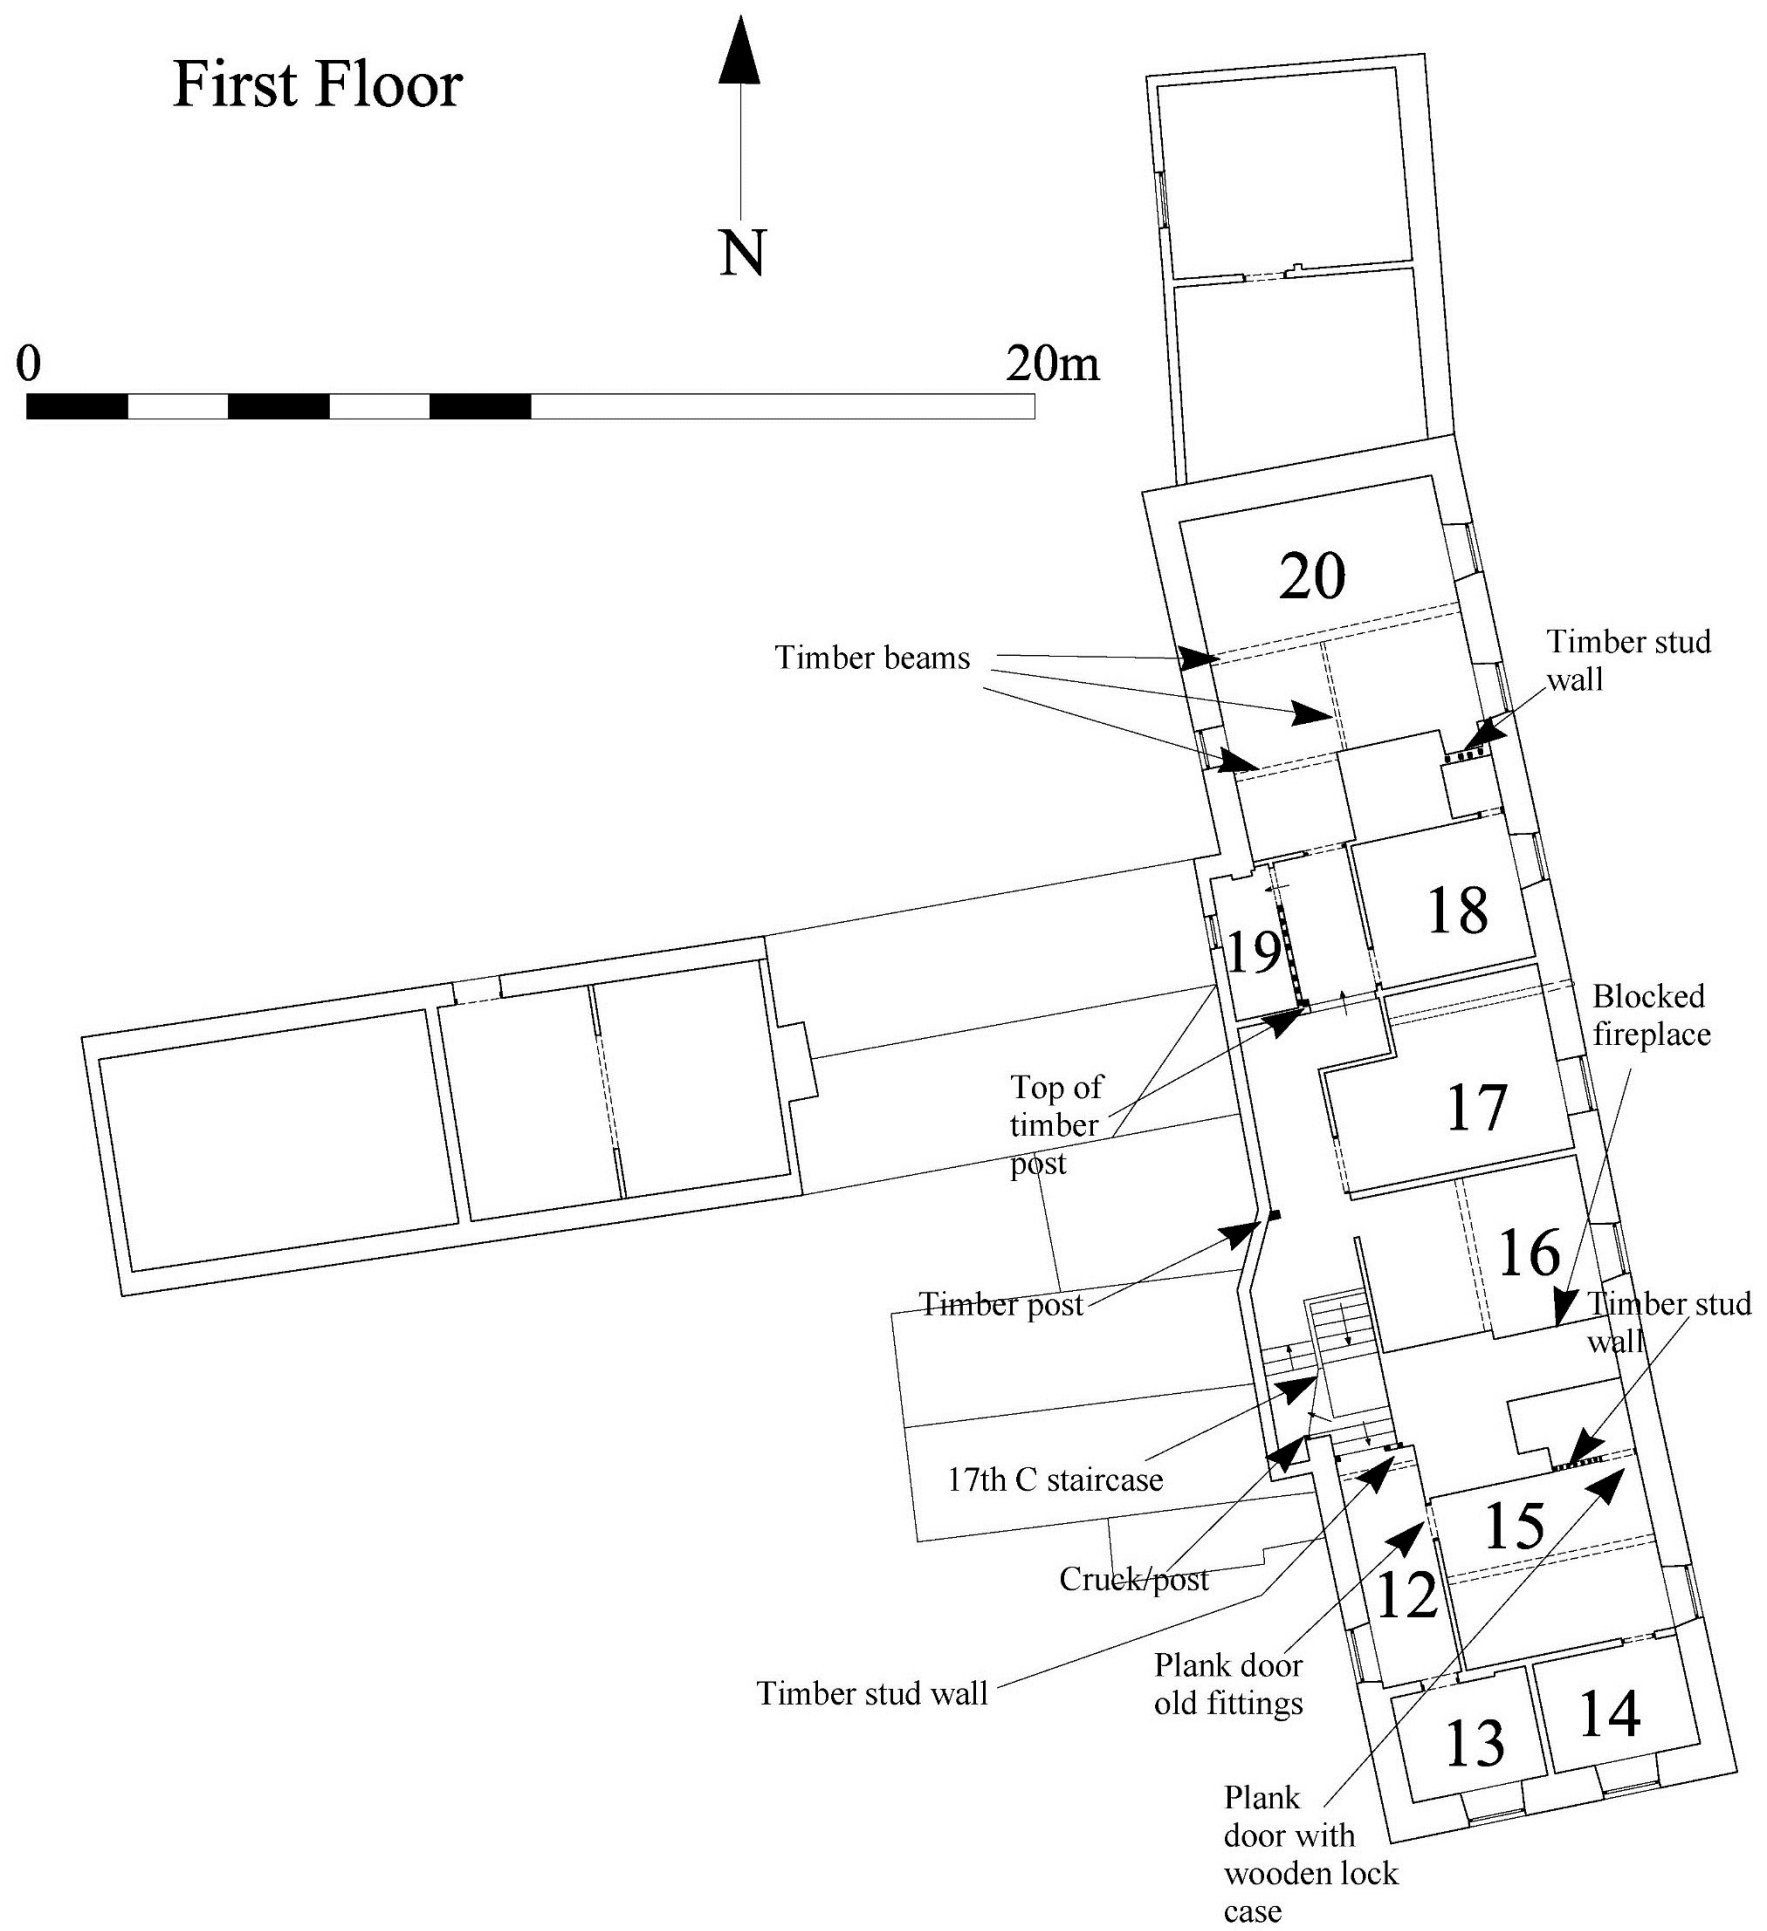 First Floor
N
0
20m
20
Timber beams
Timber stud
wall
18
19
Blocked
fireplace
Top of
timber
post
17
16
Timber post
Timber stud
wall
17th C staircase
15
Cruck/post
12
Timber stud wall
Plank door
old fittings
13
14
Plank
door with
wooden lock
case